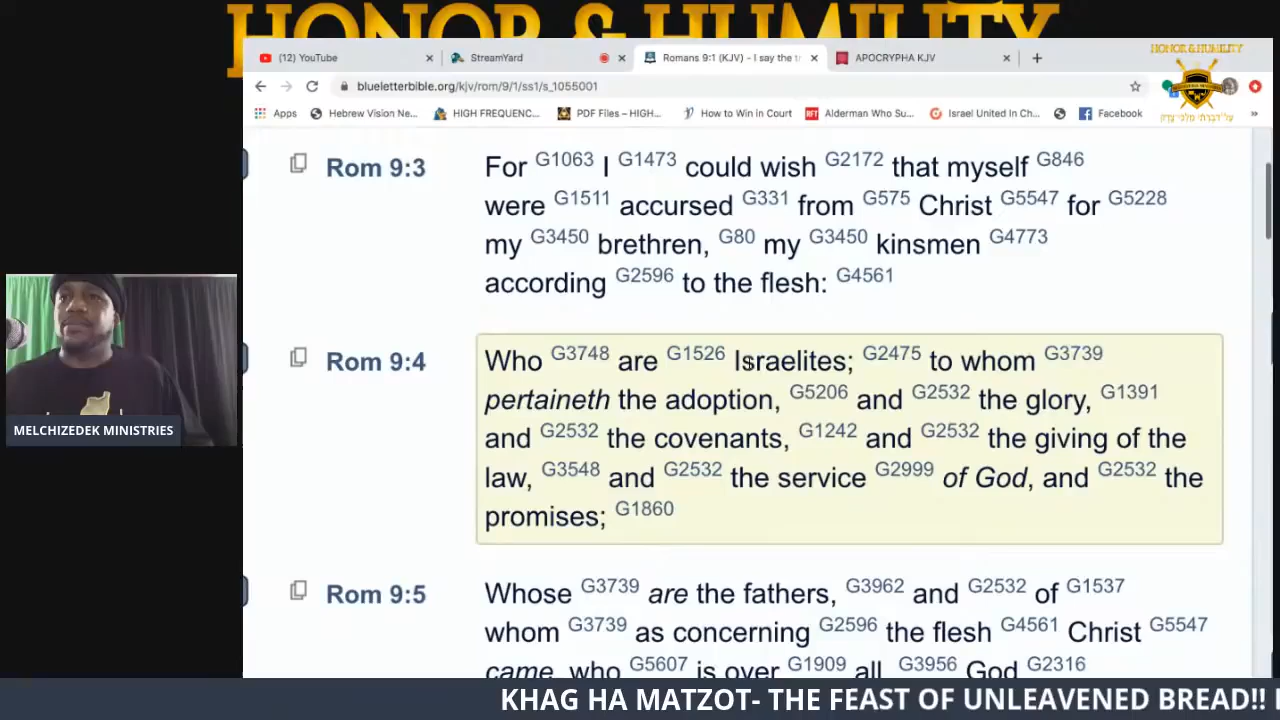 HONOR & HUMILITY
(12) YouTube
StreamYard
Romans 9:1 (KJV) - I say the tr
APOCRYPHA KJV
HONOR & HUMILITY
blueletterbible.org/kjv/rom/9/1/ss1/s_1055001
Apps
Hebrew Vision Ne...
HIGH FREQUENC...
PDF Files – HIGH...
How to Win in Court
RFT
Alderman Who Su...
Israel United In Ch...
Facebook
»
Rom 9:3
For G1063 I G1473 could wish G2172 that myself G846
were G1511 accursed G331 from G575 Christ G5547 for G5228
my G3450 brethren, G80 my G3450 kinsmen G4773
according G2596 to the flesh: G4561
Rom 9:4
Who G3748 are G1526 Israelites; G2475 to whom G3739
pertaineth the adoption, G5206 and G2532 the glory, G1391
and G2532 the covenants, G1242 and G2532 the giving of the
law, G3548 and G2532 the service G2999 of God, and G2532 the
promises; G1860
Rom 9:5
Whose G3739 are the fathers, G3962 and G2532 of G1537
whom G3739 as concerning G2596 the flesh G4561 Christ G5547
came, who G5607 is over G1909 all, G3956 God G2316
MELCHIZEDEK MINISTRIES
KHAG HA MATZOT- THE FEAST OF UNLEAVENED BREAD!!